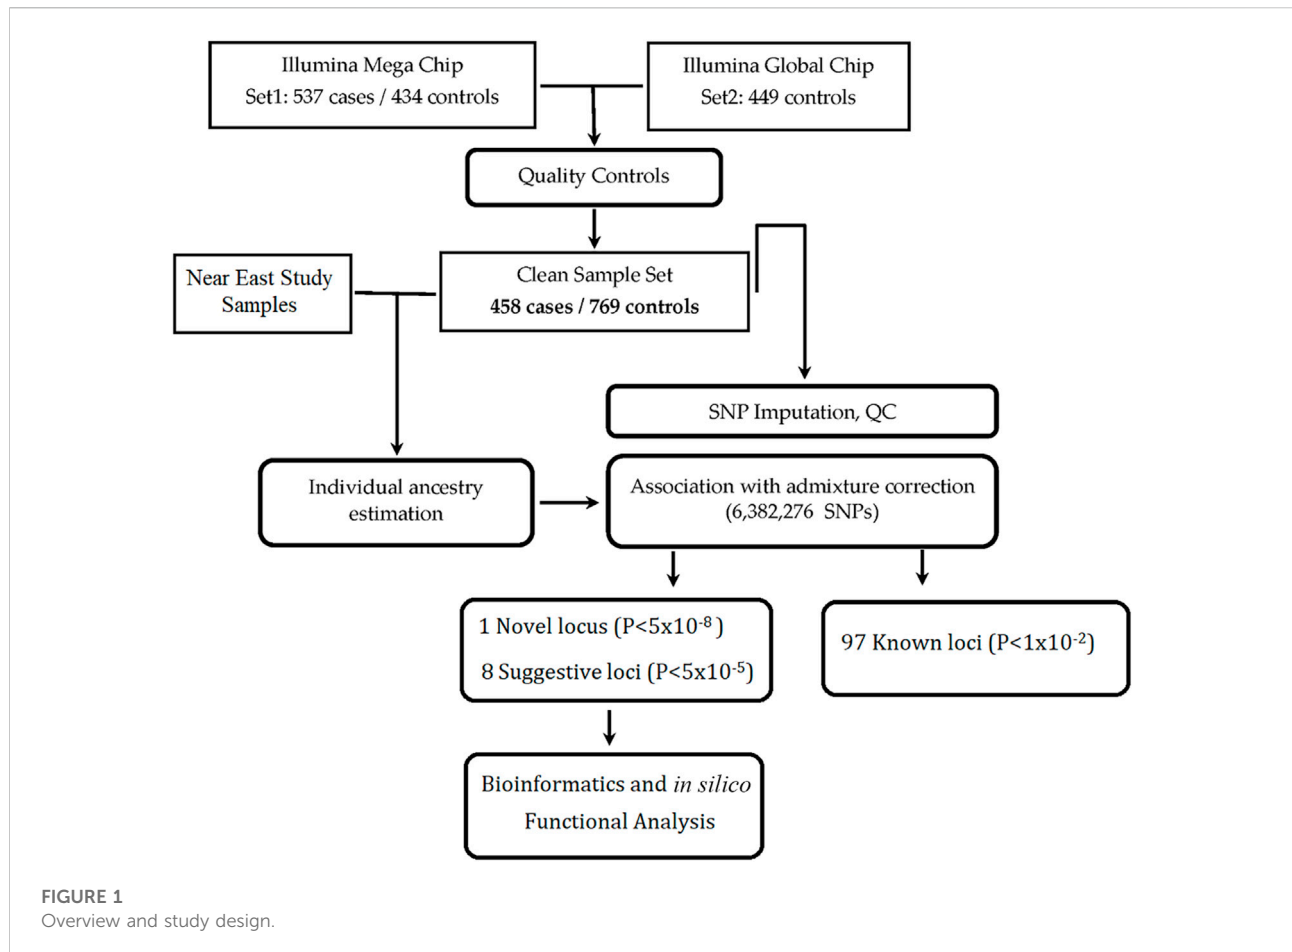 Illumina Mega Chip
Set1: 537 cases / 434 controls
Illumina Global Chip
Set2: 449 controls
Quality Controls
Near East Study
Samples
Clean Sample Set
458 cases / 769 controls
SNP Imputation, QC
Individual ancestry
estimation
Association with admixture correction
(6,382,276 SNPs)
1 Novel locus (P<5x10⁻⁸)
8 Suggestive loci (P<5x10⁻⁵)
97 Known loci (P<1x10⁻²)
Bioinformatics and in silico
Functional Analysis
FIGURE 1
Overview and study design.